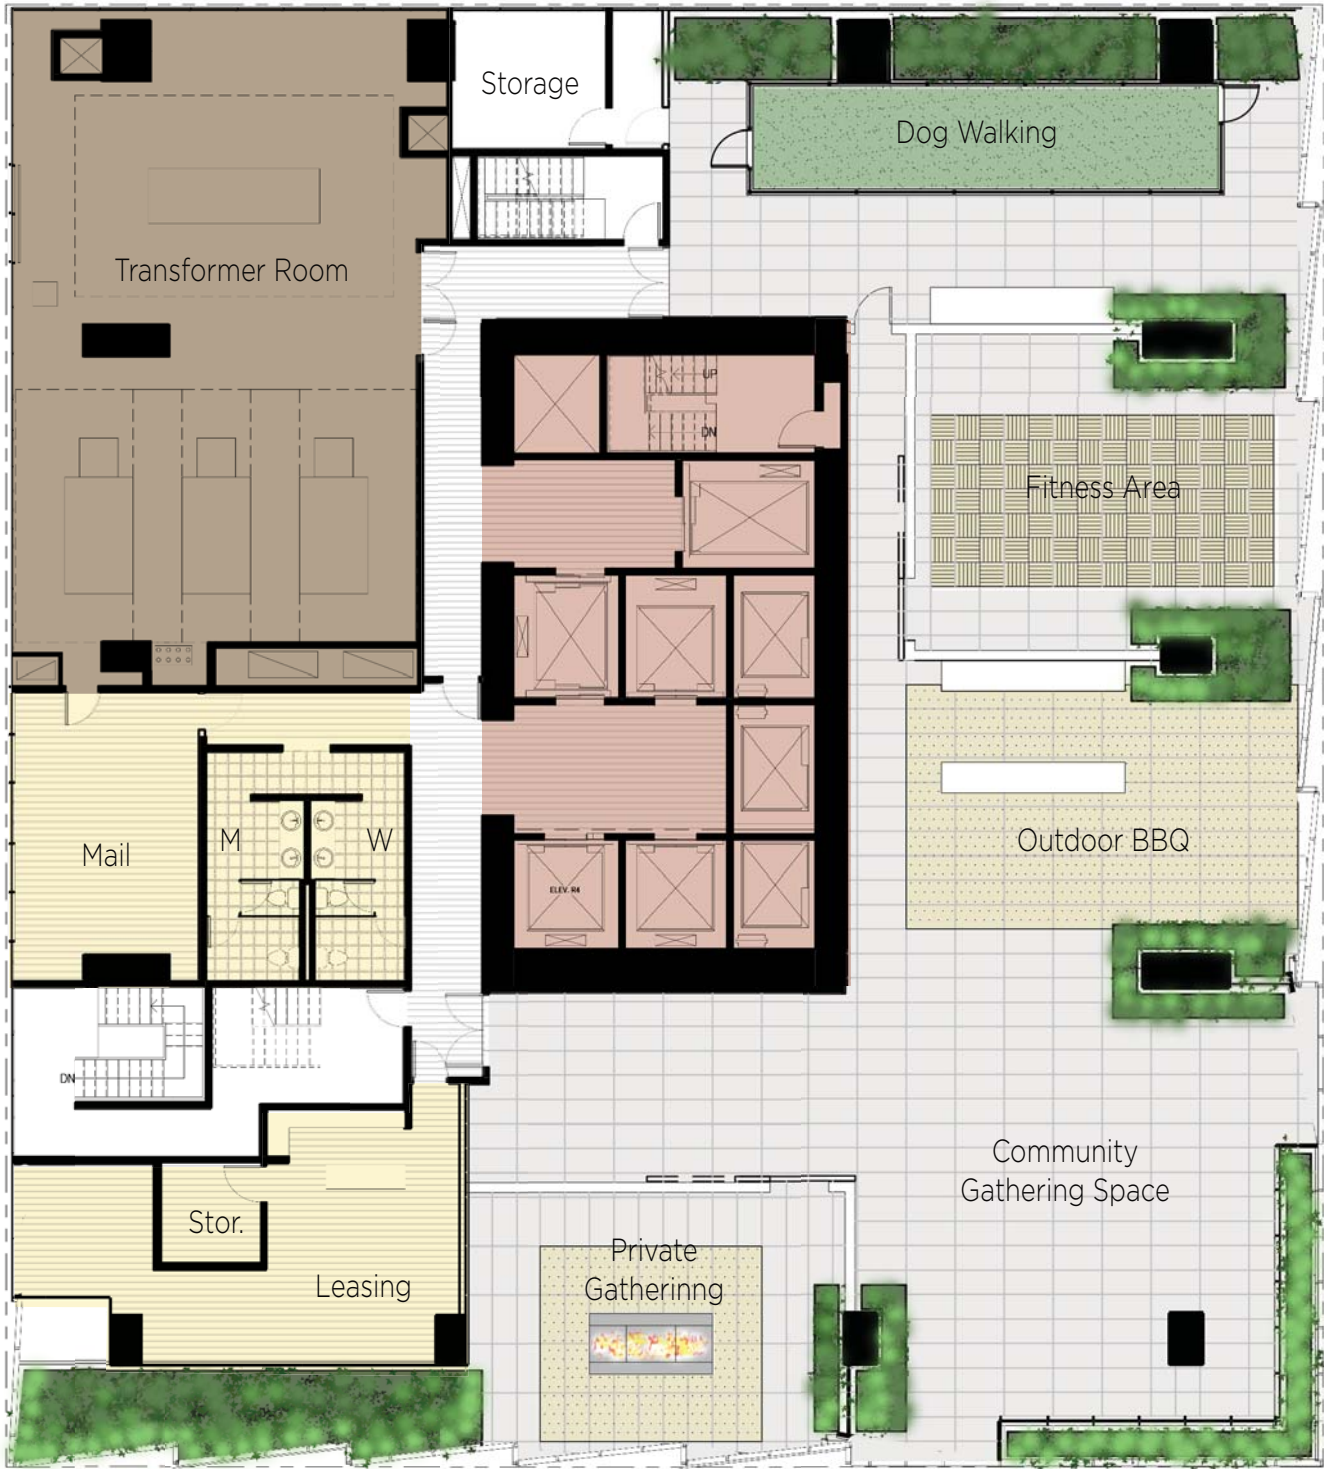 Storage
Dog Walking
Transformer Room
UP
DN
Fitness Area
Mail
M
W
ELEV. R4
Outdoor BBQ
DN
Community
Gathering Space
Stor.
Leasing
Private
Gatherinng